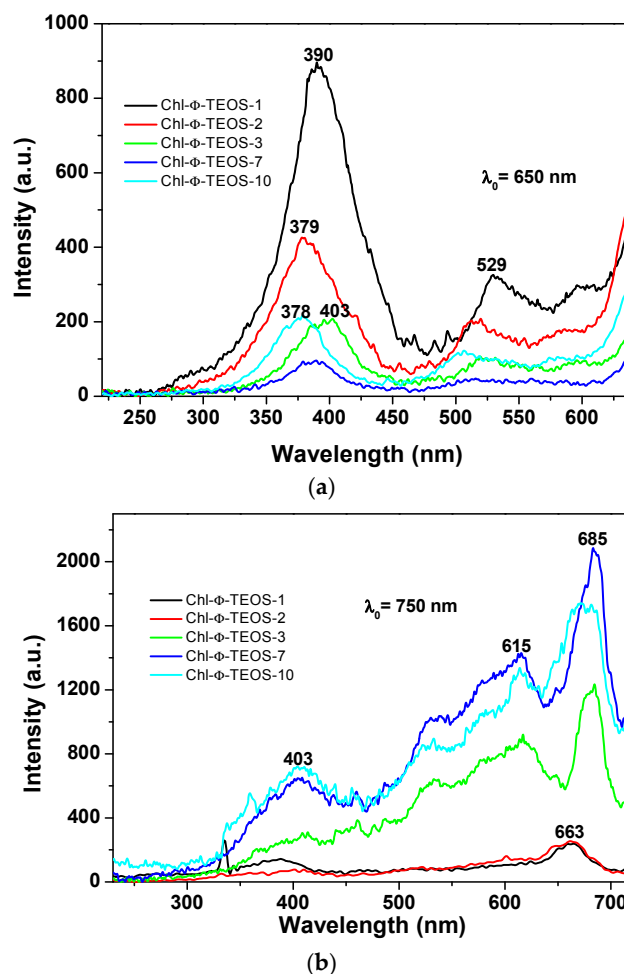 1000
800
600
400
200
0
Intensity (a.u.)
Chl-Φ-TEOS-1
Chl-Φ-TEOS-2
Chl-Φ-TEOS-3
Chl-Φ-TEOS-7
Chl-Φ-TEOS-10
390
379
378
403
529
λ₀= 650 nm
250 300 350 400 450 500 550 600
Wavelength (nm)
(a)
2000
1600
1200
800
400
0
Intensity (a.u.)
Chl-Φ-TEOS-1
Chl-Φ-TEOS-2
Chl-Φ-TEOS-3
Chl-Φ-TEOS-7
Chl-Φ-TEOS-10
λ₀= 750 nm
685
615
403
663
300 400 500 600 700
Wavelength (nm)
(b)